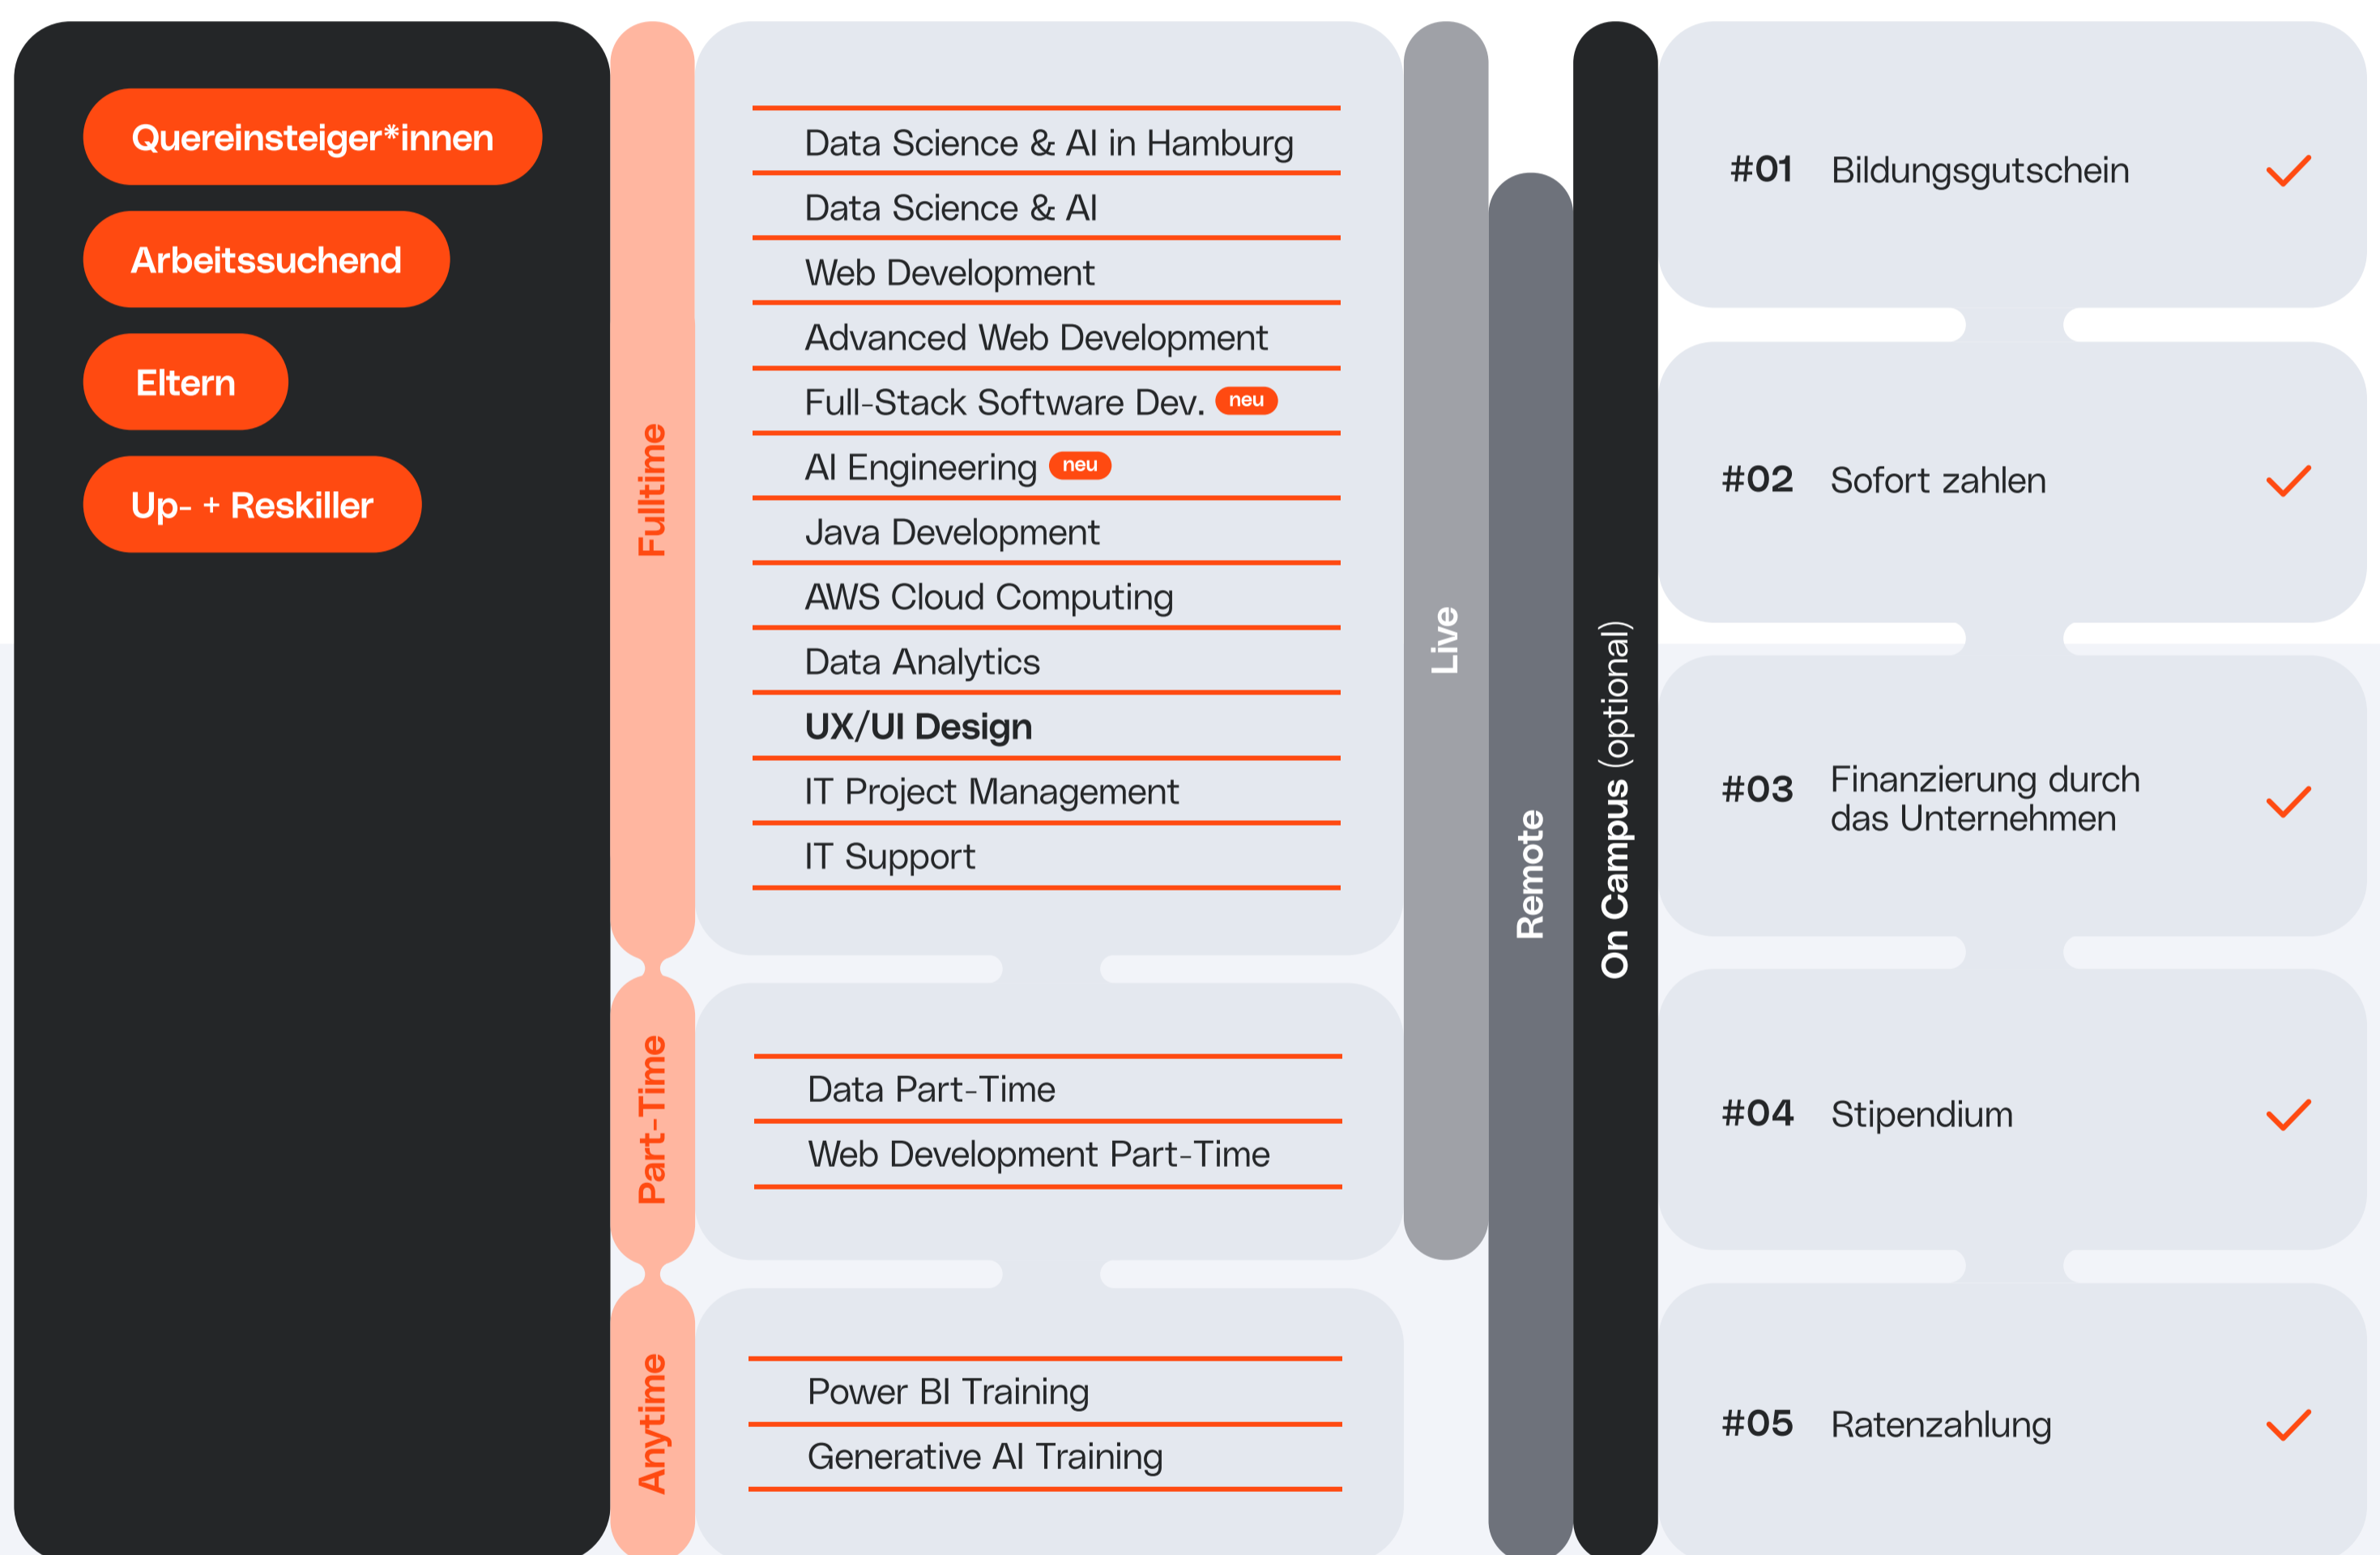 Quereinsteiger*innen
Arbeitssuchend
Eltern
Up- + Reskiller
Fulltime
Data Science & AI in Hamburg
Data Science & AI
Web Development
Advanced Web Development
Full-Stack Software Dev. neu
AI Engineering neu
Java Development
AWS Cloud Computing
Data Analytics
UX/UI Design
IT Project Management
IT Support
Part-Time
Data Part-Time
Web Development Part-Time
Anytime
Power BI Training
Generative AI Training
Live
Remote
On Campus (optional)
#01 Bildungsgutschein
#02 Sofort zahlen
#03 Finanzierung durch
das Unternehmen
#04 Stipendium
#05 Ratenzahlung